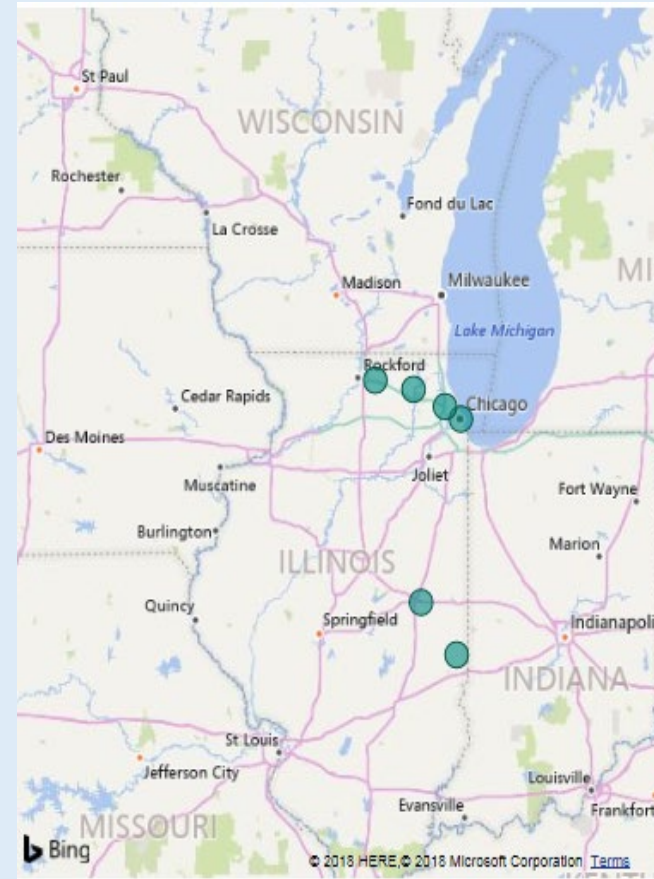 St Paul
WISCONSIN
Rochester
Fond du Lac
La Crosse
MI
Madison
Milwaukee
Lake Michigan
Rockford
Cedar Rapids
Chicago
Des Moines
Joliet
Muscatine
Fort Wayne
Burlington
Marion
ILLINOIS
Quincy
Springfield
Indianapoli
INDIANA
St Louis
Jefferson City
Louisville
Evansville
Frankfort
MISSOURI
Bing
© 2018 HERE,© 2018 Microsoft Corporation Terms